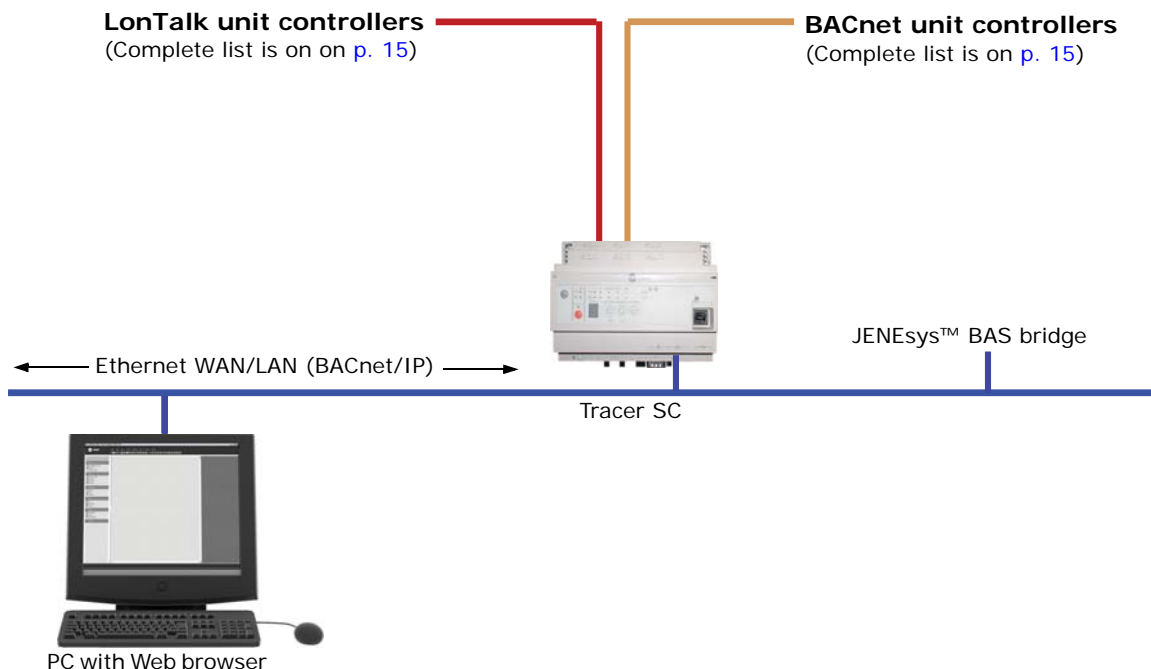 LonTalk unit controllers
(Complete list is on on p. 15)
BACnet unit controllers
(Complete list is on p. 15)
JENEsys™ BAS bridge
Ethernet WAN/LAN (BACnet/IP)
Tracer SC
PC with Web browser